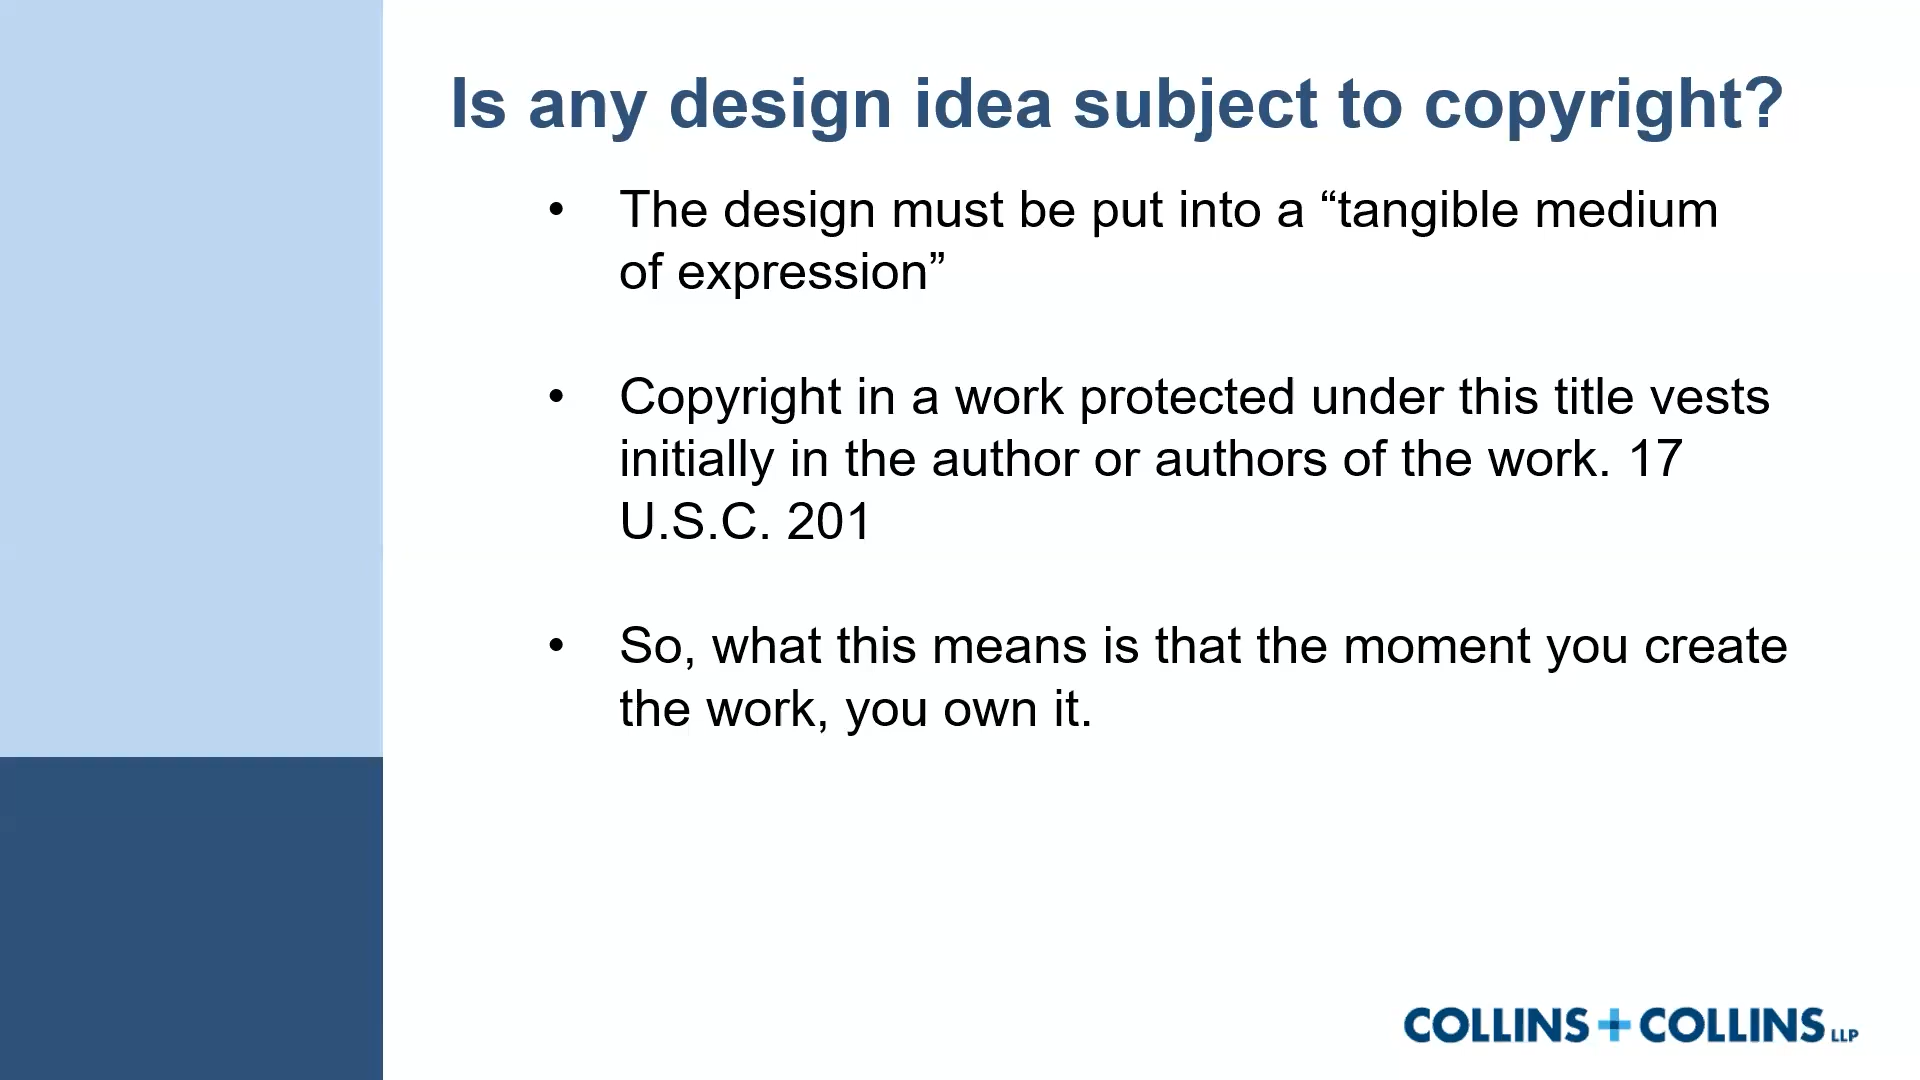 Is any design idea subject to copyright?
• The design must be put into a “tangible medium
of expression”
• Copyright in a work protected under this title vests
initially in the author or authors of the work. 17
U.S.C. 201
• So, what this means is that the moment you create
the work, you own it.
COLLINS + COLLINS LLP